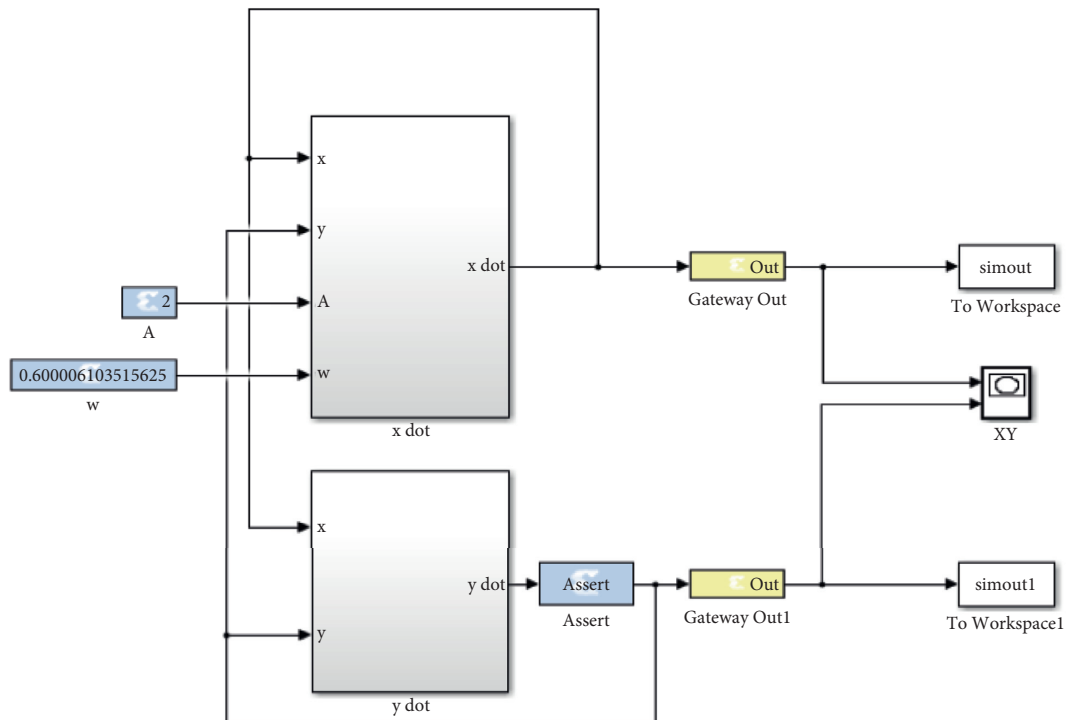 x
y
x dot
Out
simout
Gateway Out
To Workspace
2
A
A
0.600006103515625
w
w
x dot
XY
x
y dot
Assert
Out
simout1
Assert
Gateway Out1
To Workspace1
y
y dot